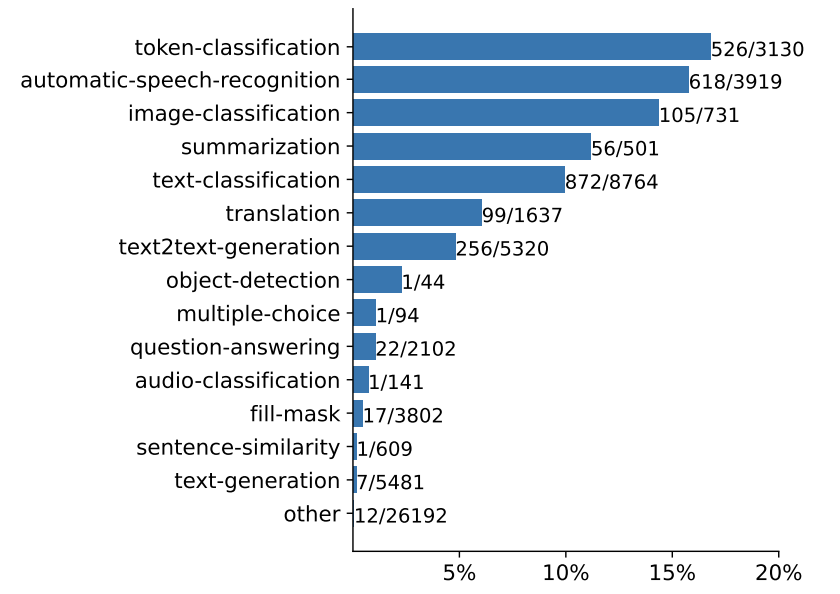 token-classification 526/3130
automatic-speech-recognition 618/3919
image-classification 105/731
summarization 56/501
text-classification 872/8764
translation 99/1637
text2text-generation 256/5320
object-detection 1/44
multiple-choice 1/94
question-answering 22/2102
audio-classification 1/141
fill-mask 17/3802
sentence-similarity 1/609
text-generation 7/5481
other 12/26192
5% 10% 15% 20%